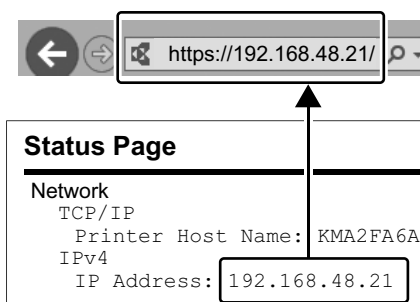 https://192.168.48.21/
Status Page
Network
TCP/IP
Printer Host Name: KMA2FA6A
IPv4
IP Address: 192.168.48.21